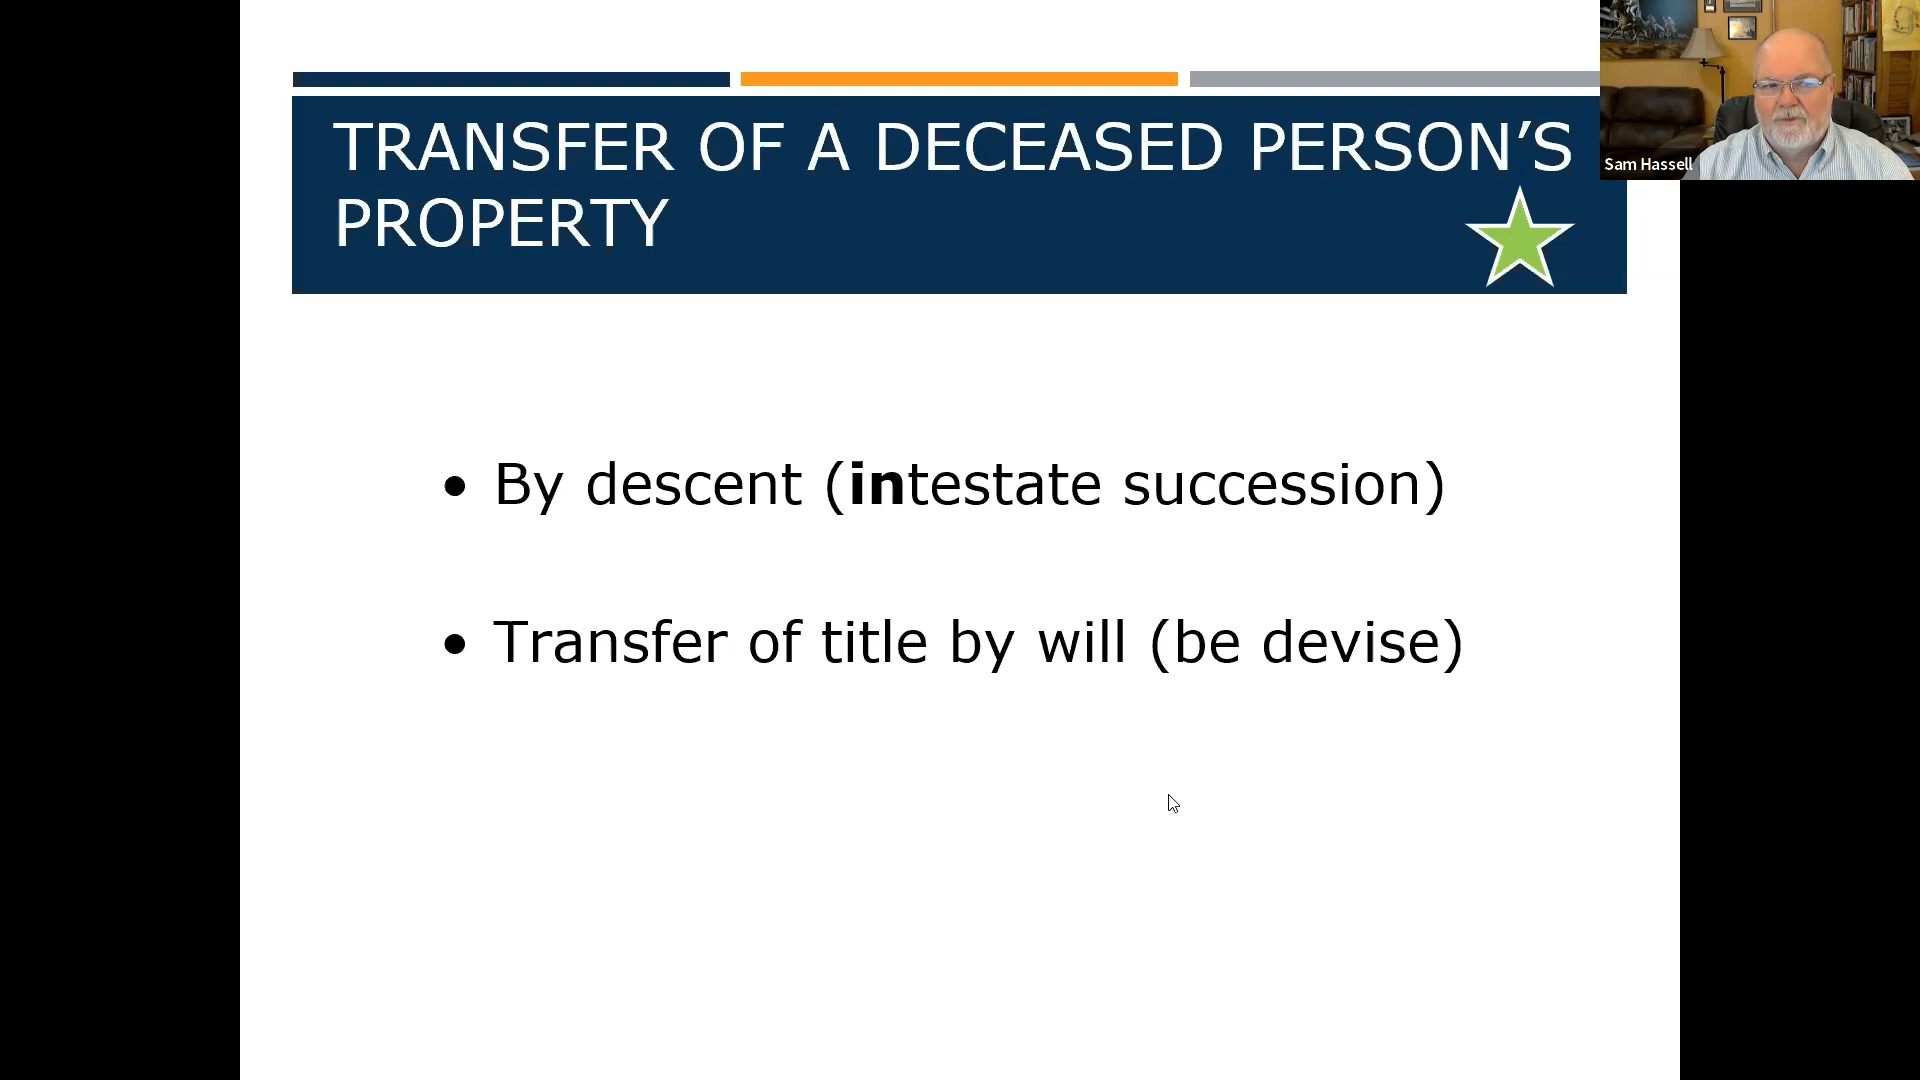 TRANSFER OF A DECEASED PERSON’S
PROPERTY
Sam Hassell
• By descent (intestate succession)
• Transfer of title by will (be devise)